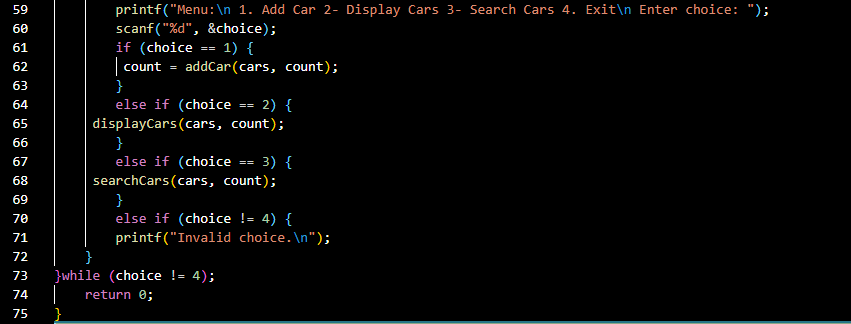 59 printf("Menu:\n 1. Add Car 2- Display Cars 3- Search Cars 4. Exit\n Enter choice: ");
60 scanf("%d", &choice);
61 if (choice == 1) {
62 count = addCar(cars, count);
63 }
64 else if (choice == 2) {
65 displayCars(cars, count);
66 }
67 else if (choice == 3) {
68 searchCars(cars, count);
69 }
70 else if (choice != 4) {
71 printf("Invalid choice.\n");
72 }
73 }while (choice != 4);
74 return 0;
75 }